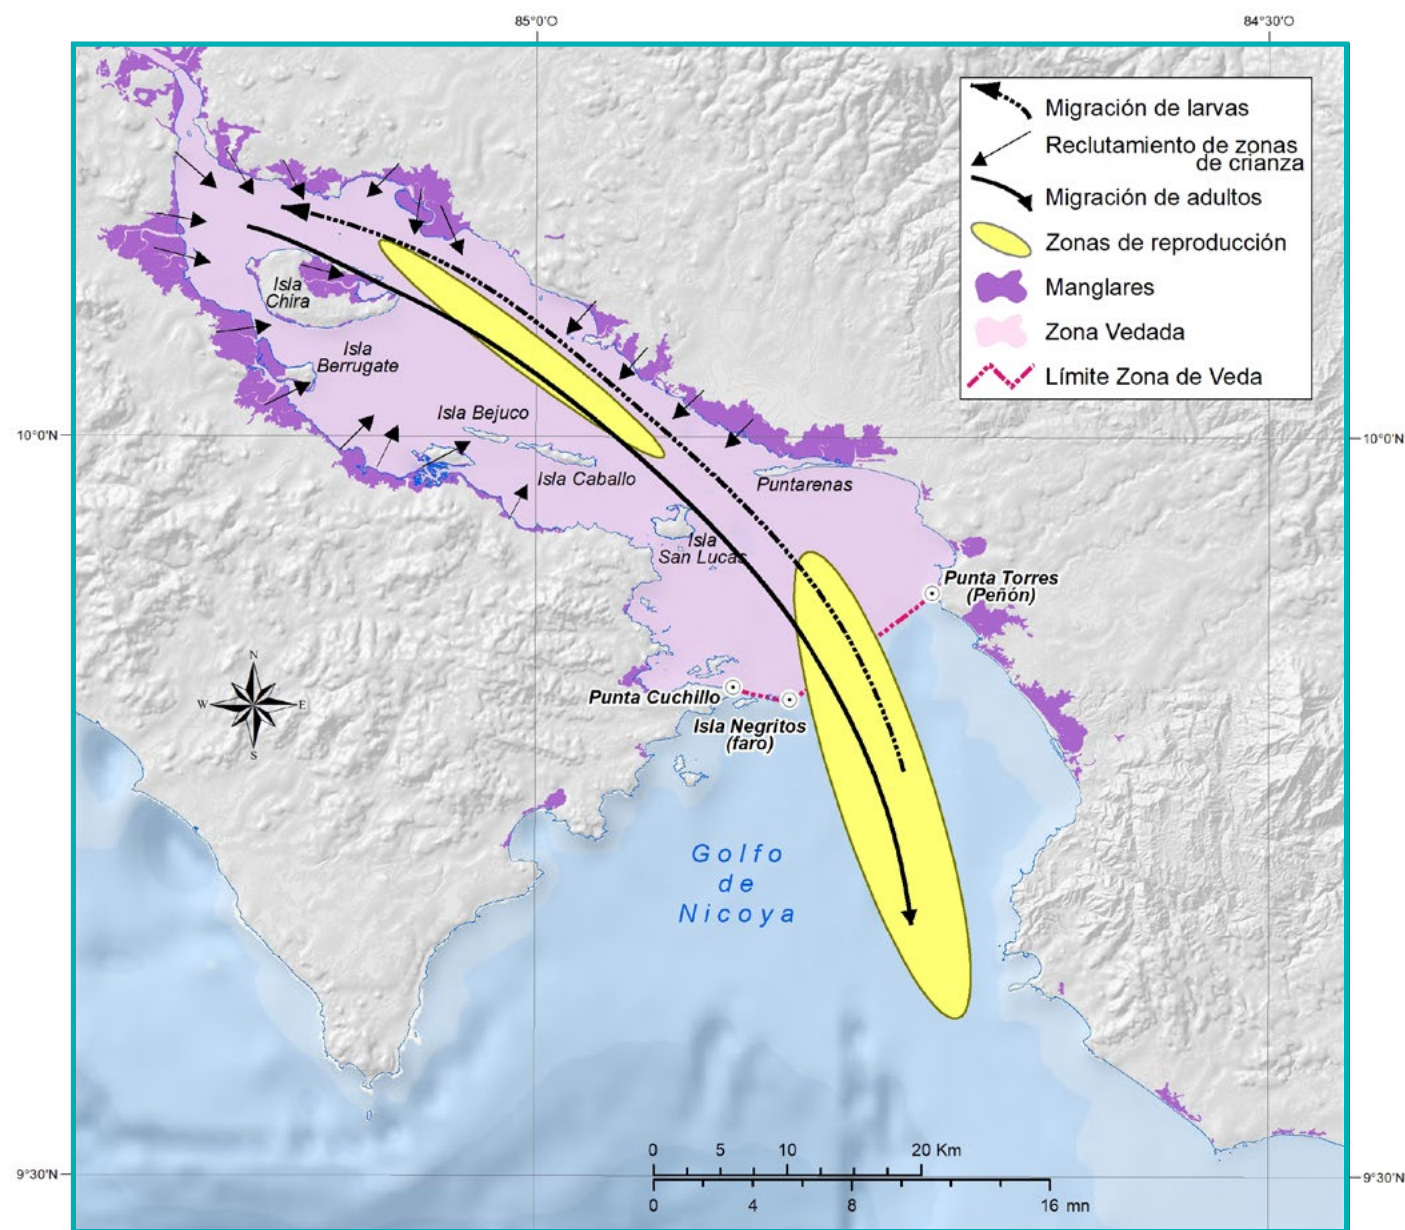 85°0'O
84°30'O
Migración de larvas
Reclutamiento de zonas
de crianza
Migración de adultos
Zonas de reproducción
Manglares
Zona Vedada
Límite Zona de Veda
Isla
Chira
Isla
Berrugate
Isla Bejuco
10°0'N
10°0'N
Isla Caballo
Puntarenas
Isla
San Lucas
Punta Torres
(Peñón)
N
W
E
S
Punta Cuchillo
Isla Negritos
(faro)
Golfo
de
Nicoya
0 5 10 20 Km
9°30'N
9°30'N
0 4 8 16 mn